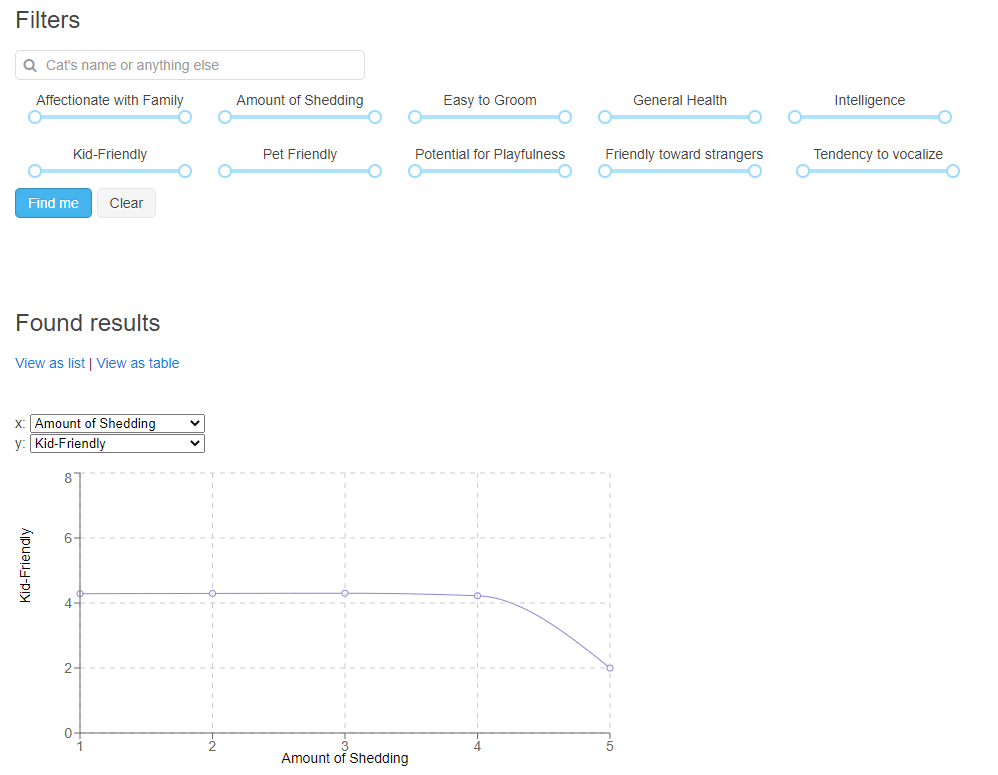 Filters
Cat's name or anything else
Affectionate with Family Amount of Shedding Easy to Groom General Health Intelligence
Kid-Friendly Pet Friendly Potential for Playfulness Friendly toward strangers Tendency to vocalize
Find me Clear
Found results
View as list | View as table
x: Amount of Shedding
y: Kid-Friendly
8
6
4
2
0
Kid-Friendly
1 2 3 4 5
Amount of Shedding